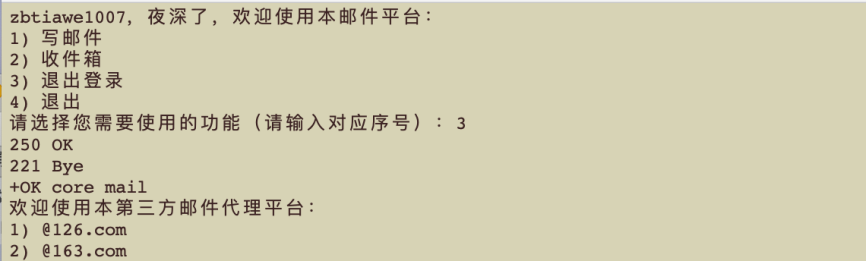 zbtiawe1007，夜深了，欢迎使用本邮件平台：
1) 写邮件
2) 收件箱
3) 退出登录
4) 退出
请选择您需要使用的功能（请输入对应序号）：3
250 OK
221 Bye
+OK core mail
欢迎使用本第三方邮件代理平台：
1) @126.com
2) @163.com